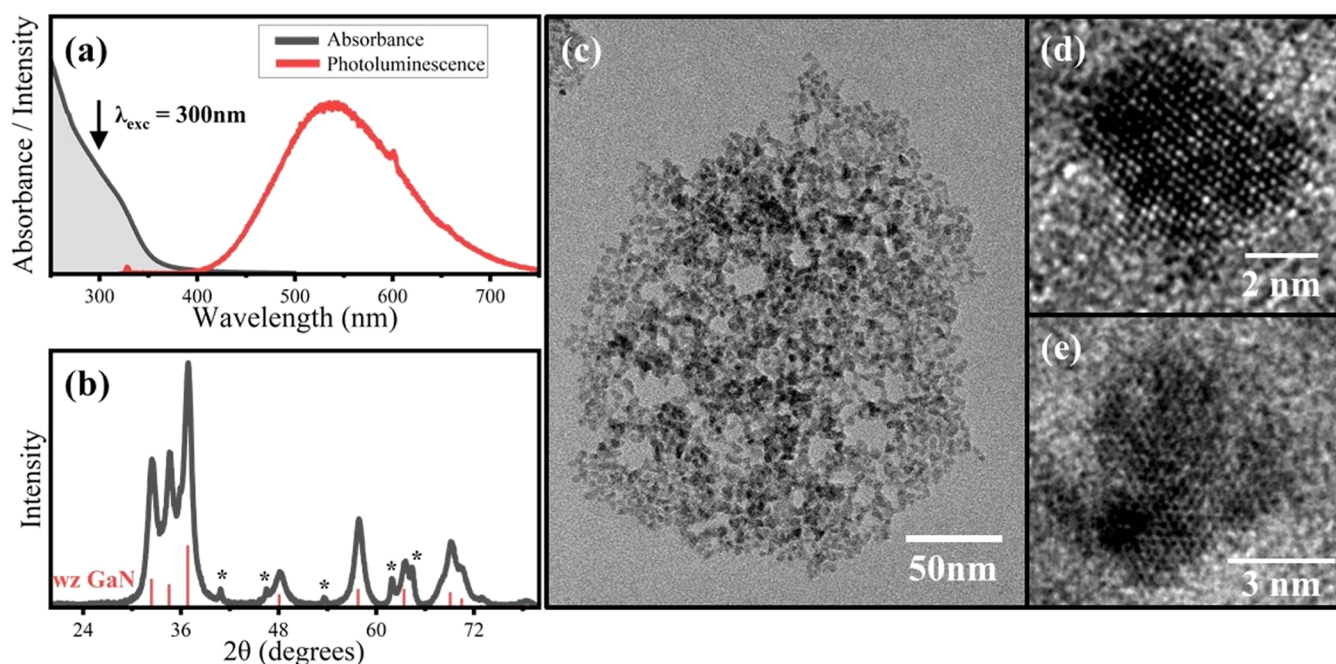 (a)
Absorbance
Photoluminescence
λexc = 300nm
Absorbance / Intensity
300 400 500 600 700
Wavelength (nm)
(b)
Intensity
wz GaN
* * * * *
24 36 48 60 72
2θ (degrees)
(c)
50nm
(d)
2 nm
(e)
3 nm